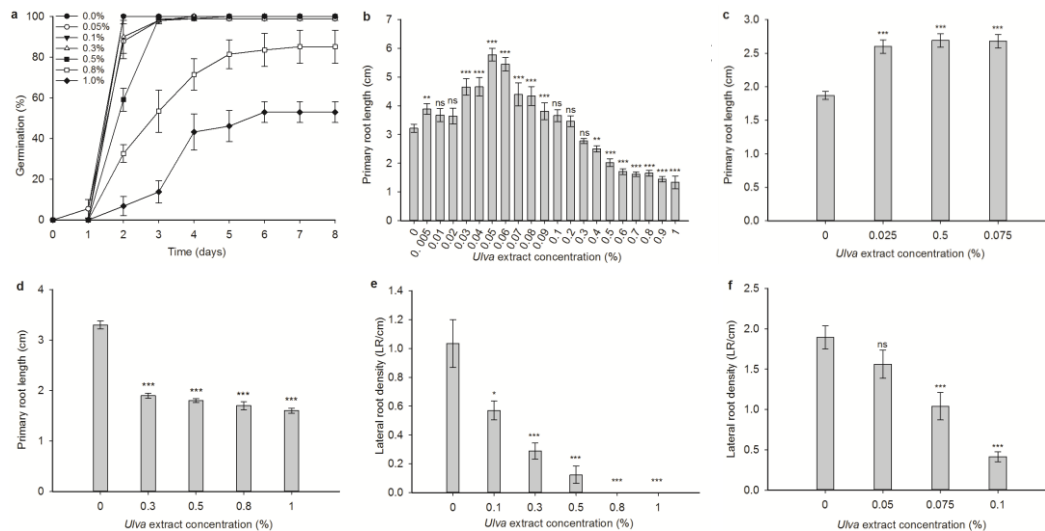 a
0.0%
0.05%
0.1%
0.3%
0.5%
0.8%
1.0%
Germination (%)
100
80
60
40
20
0
0 1 2 3 4 5 6 7 8
Time (days)
b
Primary root length (cm)
7
6
5
4
3
2
1
0
** ns ns *** *** *** *** *** *** *** ns ns ns ** *** *** *** *** *** ***
0 0. 005 0.01 0.02 0.03 0.04 0.05 0.06 0.07 0.08 0.09 0.1 0.2 0.3 0.4 0.5 0.6 0.7 0.8 0.9 1
Ulva extract concentration (%)
c
Primary root length (cm)
3.0
2.5
2.0
1.5
1.0
0.5
0.0
*** *** ***
0 0.025 0.5 0.075
Ulva extract concentration (%)
d
Primary root length (cm)
4
3
2
1
0
*** *** *** ***
0 0.3 0.5 0.8 1
Ulva extract concentration (%)
e
Lateral root density (LR/cm)
1.4
1.2
1.0
0.8
0.6
0.4
0.2
0.0
* *** *** *** ***
0 0.1 0.3 0.5 0.8 1
Ulva extract concentration (%)
f
Lateral root density (LR/cm)
2.5
2.0
1.5
1.0
0.5
0.0
ns *** ***
0 0.05 0.075 0.1
Ulva extract concentration (%)